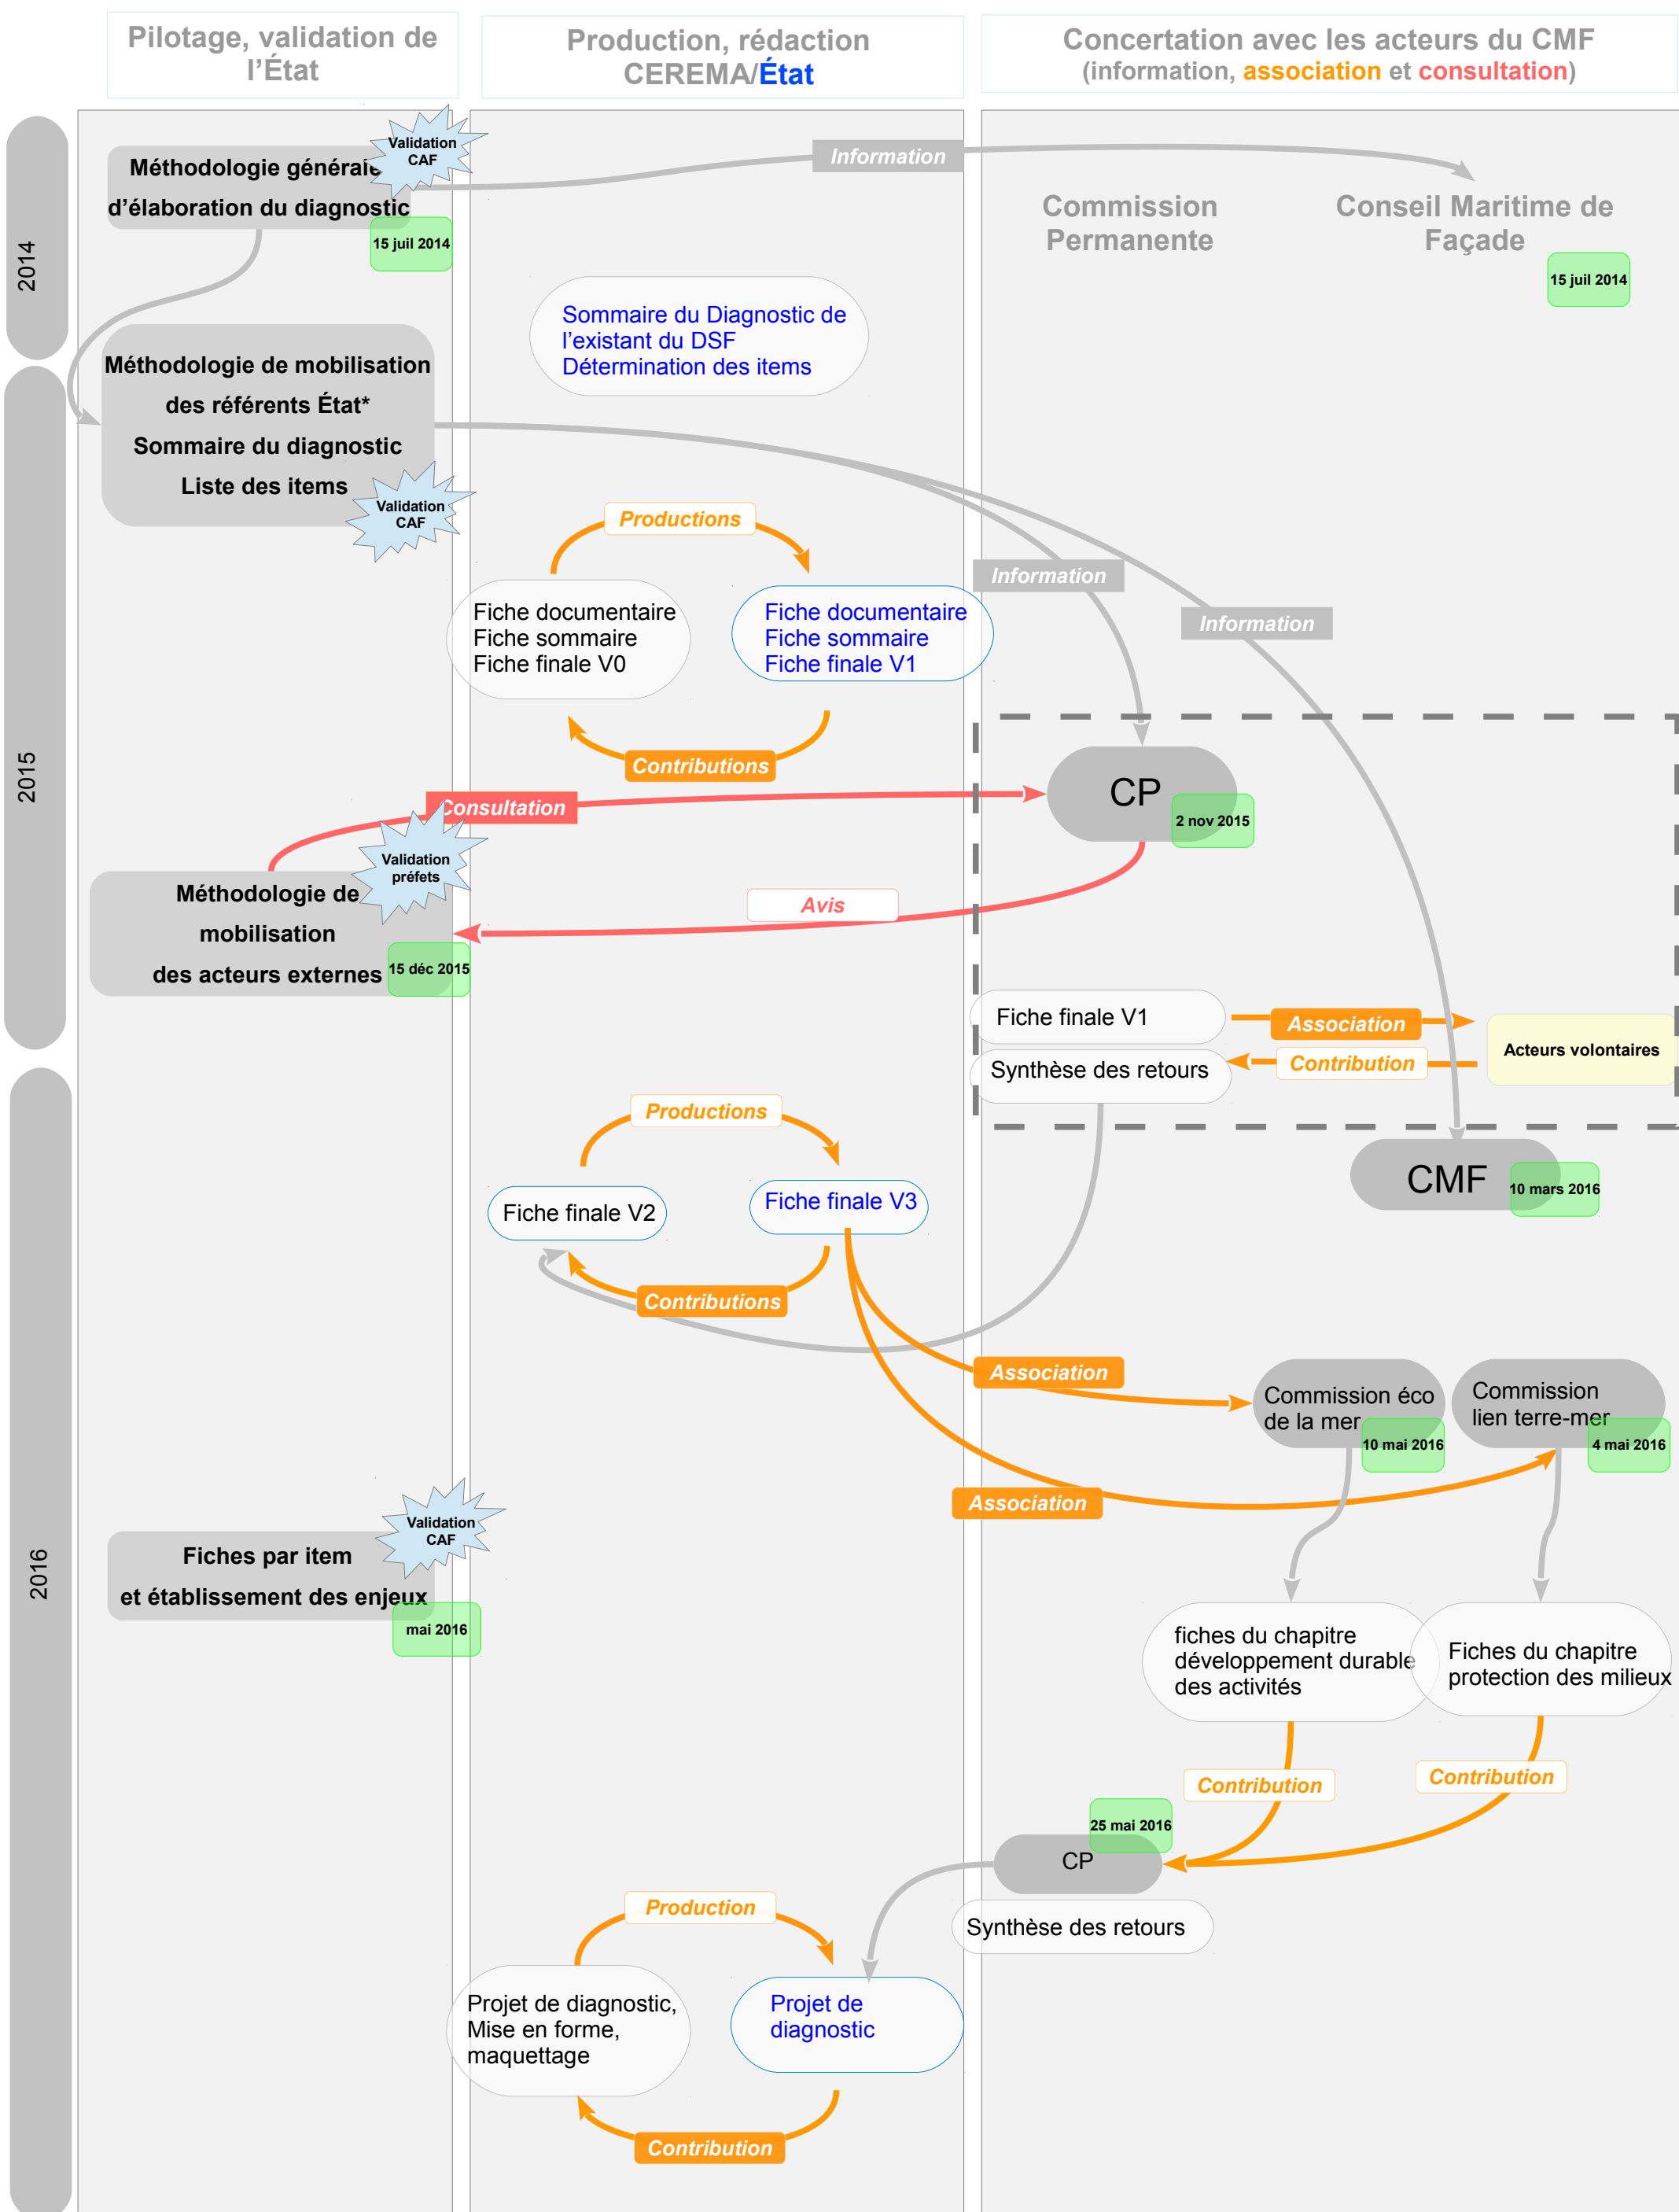 Pilotage, validation de
l’État
Production, rédaction
CEREMA/État
Concertation avec les acteurs du CMF
(information, association et consultation)
2014
Validation
CAF
Méthodologie générale
d’élaboration du diagnostic
15 juil 2014
Information
Commission
Permanente
Conseil Maritime de
Façade
15 juil 2014
Sommaire du Diagnostic de
l’existant du DSF
Détermination des items
2015
Méthodologie de mobilisation
des référents État*
Sommaire du diagnostic
Liste des items
Validation
CAF
Productions
Fiche documentaire
Fiche sommaire
Fiche finale V0
Fiche documentaire
Fiche sommaire
Fiche finale V1
Contributions
Information
Information
CP
2 nov 2015
Consultation
Validation
préfets
Méthodologie de
mobilisation
des acteurs externes
15 déc 2015
Avis
Fiche finale V1
Association
Acteurs volontaires
Contribution
Synthèse des retours
2016
Productions
Fiche finale V2
Fiche finale V3
Contributions
CMF
10 mars 2016
Association
Commission éco
de la mer
10 mai 2016
Commission
lien terre-mer
4 mai 2016
Association
Validation
CAF
Fiches par item
et établissement des enjeux
mai 2016
fiches du chapitre
développement durable
des activités
Fiches du chapitre
protection des milieux
Contribution
Contribution
25 mai 2016
CP
Synthèse des retours
Production
Projet de diagnostic,
Mise en forme,
maquettage
Projet de
diagnostic
Contribution